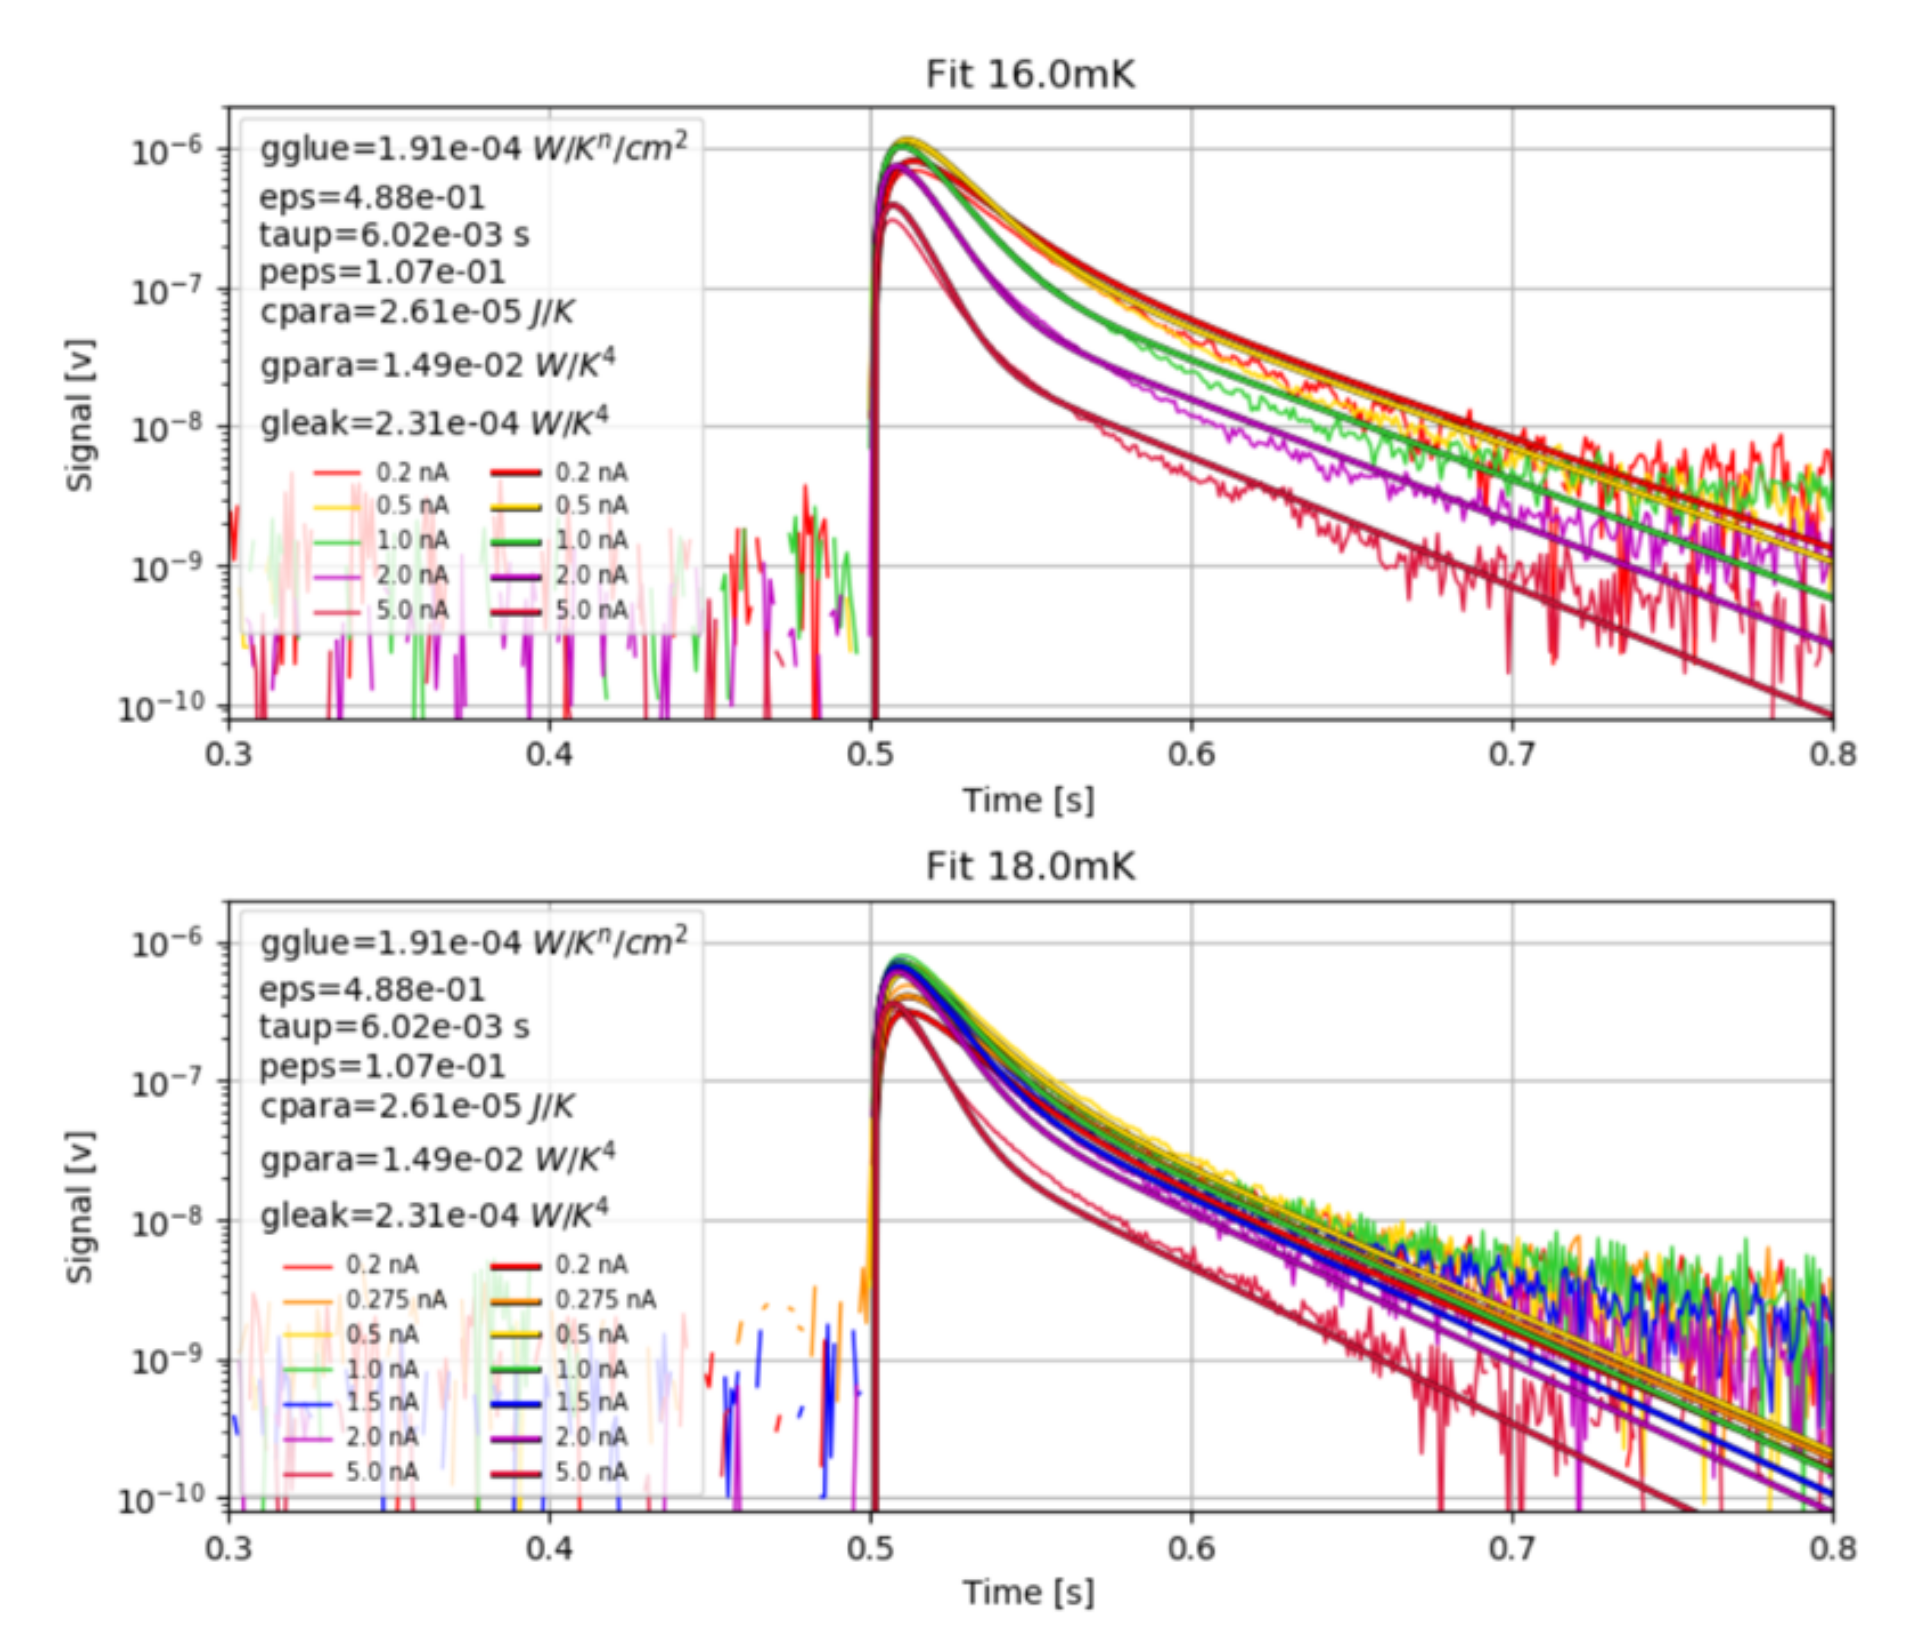 Fit 16.0mK
gglue=1.91e-04 W/Kⁿ/cm²
eps=4.88e-01
taup=6.02e-03 s
peps=1.07e-01
cpara=2.61e-05 J/K
gpara=1.49e-02 W/K⁴
gleak=2.31e-04 W/K⁴
0.2 nA 0.2 nA
0.5 nA 0.5 nA
1.0 nA 1.0 nA
2.0 nA 2.0 nA
5.0 nA 5.0 nA
10⁻⁶
10⁻⁷
10⁻⁸
10⁻⁹
10⁻¹⁰
Signal [v]
0.3 0.4 0.5 0.6 0.7 0.8
Time [s]
Fit 18.0mK
gglue=1.91e-04 W/Kⁿ/cm²
eps=4.88e-01
taup=6.02e-03 s
peps=1.07e-01
cpara=2.61e-05 J/K
gpara=1.49e-02 W/K⁴
gleak=2.31e-04 W/K⁴
0.2 nA 0.2 nA
0.275 nA 0.275 nA
0.5 nA 0.5 nA
1.0 nA 1.0 nA
1.5 nA 1.5 nA
2.0 nA 2.0 nA
5.0 nA 5.0 nA
10⁻⁶
10⁻⁷
10⁻⁸
10⁻⁹
10⁻¹⁰
Signal [v]
0.3 0.4 0.5 0.6 0.7 0.8
Time [s]